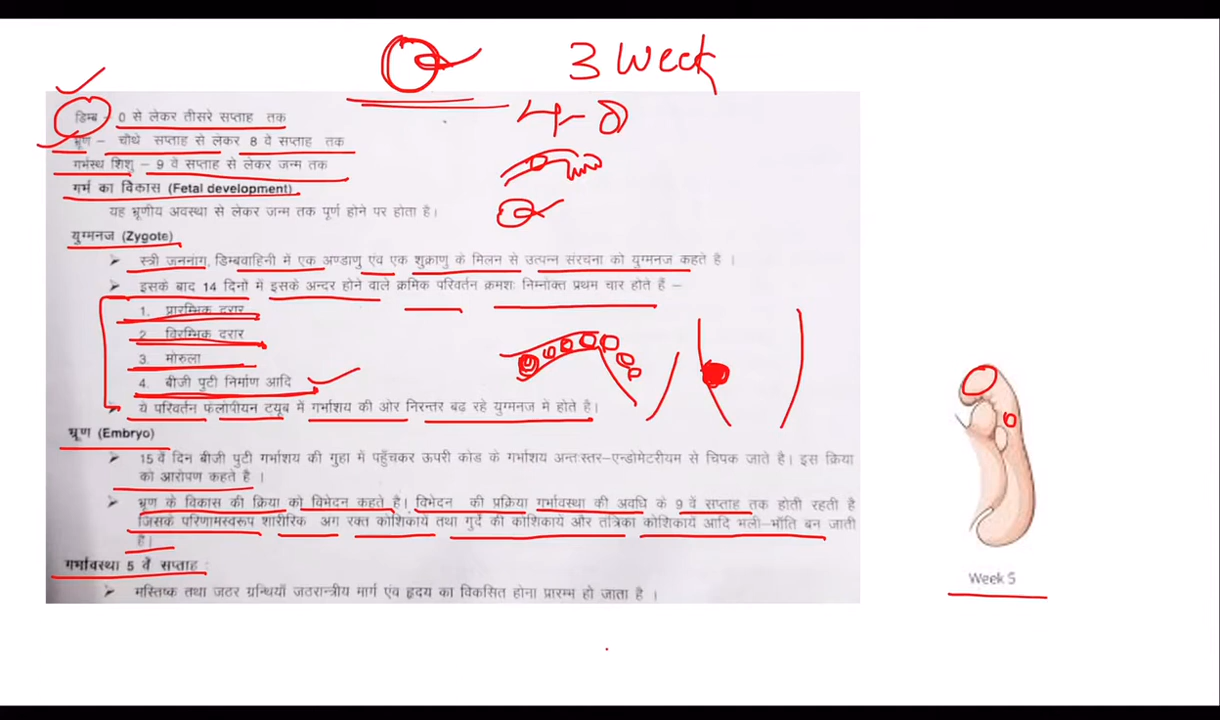 3 Week
4-8
डिम्ब - 0 से लेकर तीसरे सप्ताह तक
भ्रूण – चौथे सप्ताह से लेकर 8 वें सप्ताह तक
गर्भस्थ शिशु – 9 वें सप्ताह से लेकर जन्म तक
गर्भ का विकास (Fetal development)
यह भ्रूणीय अवस्था से लेकर जन्म तक पूर्ण होने पर होता है।
युग्मनज (Zygote)
स्त्री जननांग, डिम्बवाहिनी में एक अण्डाणु एंव एक शुक्राणु के मिलन से उत्पन्न संरचना को युग्मनज कहते है ।
इसके बाद 14 दिनों में इसके अन्दर होने वाले क्रमिक परिवर्तन क्रमशः निम्नोक्त प्रथम चार होते हैं –
1. प्रारम्भिक दरार
2. विरम्भिक दरार
3. मोरुला
4. बीजी पुटी निर्माण आदि
ये परिवर्तन फैलोपीयन टयूब में गर्भाशय की ओर निरन्तर बढ रहे युग्मनज मे होते है।
भ्रूण (Embryo)
15 वें दिन बीजी पुटी गर्भाशय की गुहा में पहुँचकर ऊपरी कोड के गर्भाशय अन्तःस्तर-एन्डोमेटरीयम से चिपक जाते है। इस क्रिया
को आरोपण कहते है ।
भ्रूण के विकास की क्रिया को विभेदन कहते है। विभेदन की प्रक्रिया गर्भावस्था की अवधि के 9 वें सप्ताह तक होती रहती है
जिसके परिणामस्वरूप शारीरिक अंग रक्त कोशिकायें तथा गुर्दे की कोशिकायें और तंत्रिका कोशिकायें आदि भली-भाँति बन जाती
है।
गर्भावस्था 5 वें सप्ताह :
मस्तिष्क तथा जठर ग्रन्थियाँ जठरान्त्रीय मार्ग एंव हृदय का विकसित होना प्रारम्भ हो जाता है ।
Week 5